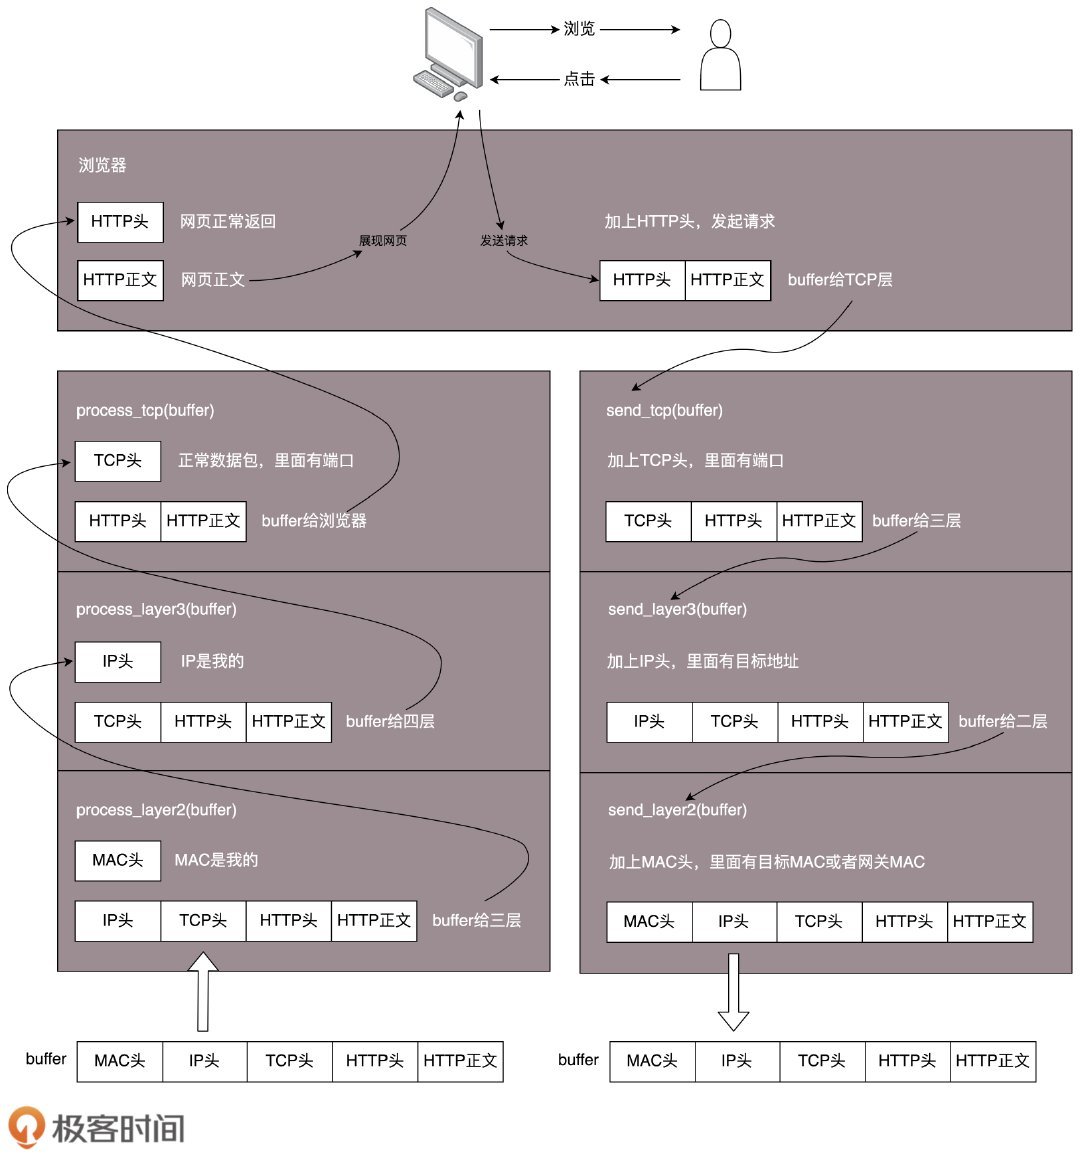 浏览
点击
浏览器
HTTP头
网页正常返回
HTTP正文
网页正文
展现网页
发送请求
加上HTTP头，发起请求
HTTP头 HTTP正文
buffer给TCP层
process_tcp(buffer)
TCP头
正常数据包，里面有端口
HTTP头 HTTP正文
buffer给浏览器
process_layer3(buffer)
IP头
IP是我的
TCP头 HTTP头 HTTP正文
buffer给四层
process_layer2(buffer)
MAC头
MAC是我的
IP头 TCP头 HTTP头 HTTP正文
buffer给三层
buffer
MAC头 IP头 TCP头 HTTP头 HTTP正文
send_tcp(buffer)
加上TCP头，里面有端口
TCP头 HTTP头 HTTP正文
buffer给三层
send_layer3(buffer)
加上IP头，里面有目标地址
IP头 TCP头 HTTP头 HTTP正文
buffer给二层
send_layer2(buffer)
加上MAC头，里面有目标MAC或者网关MAC
MAC头 IP头 TCP头 HTTP头 HTTP正文
buffer
MAC头 IP头 TCP头 HTTP头 HTTP正文
极客时间